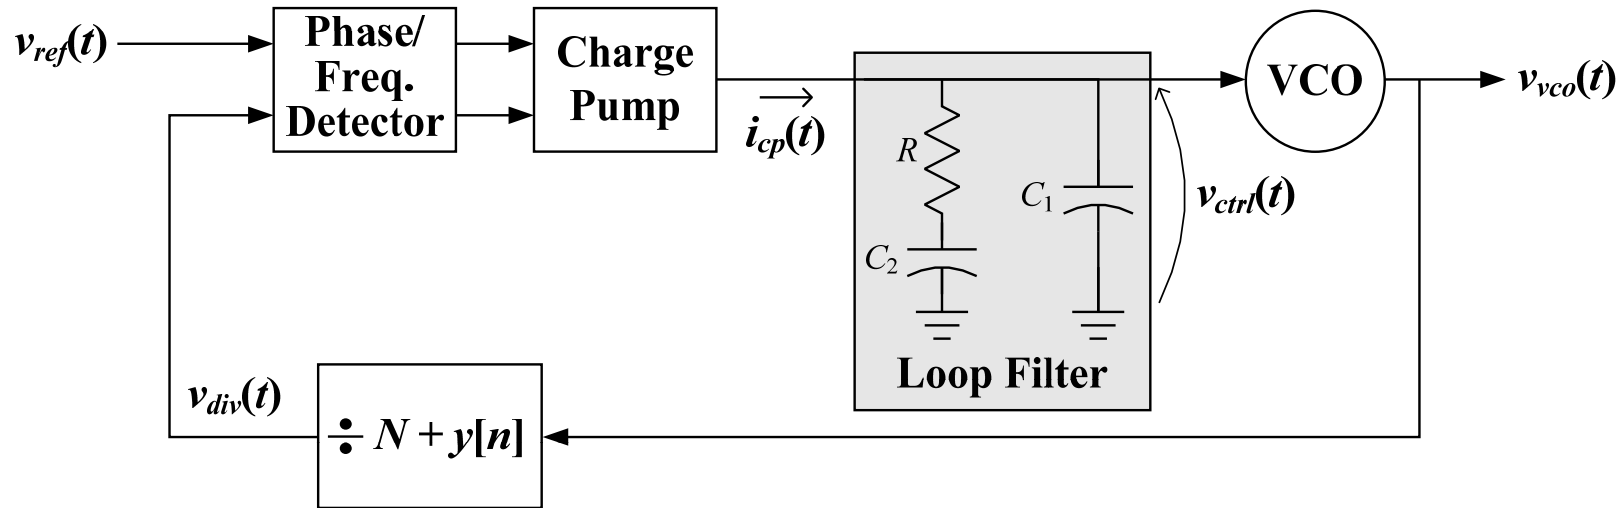 v_ref(t)
Phase/
Freq.
Detector
Charge
Pump
i_cp(t)
R
C_2
C_1
Loop Filter
v_ctrl(t)
VCO
v_vco(t)
v_div(t)
÷ N + y[n]